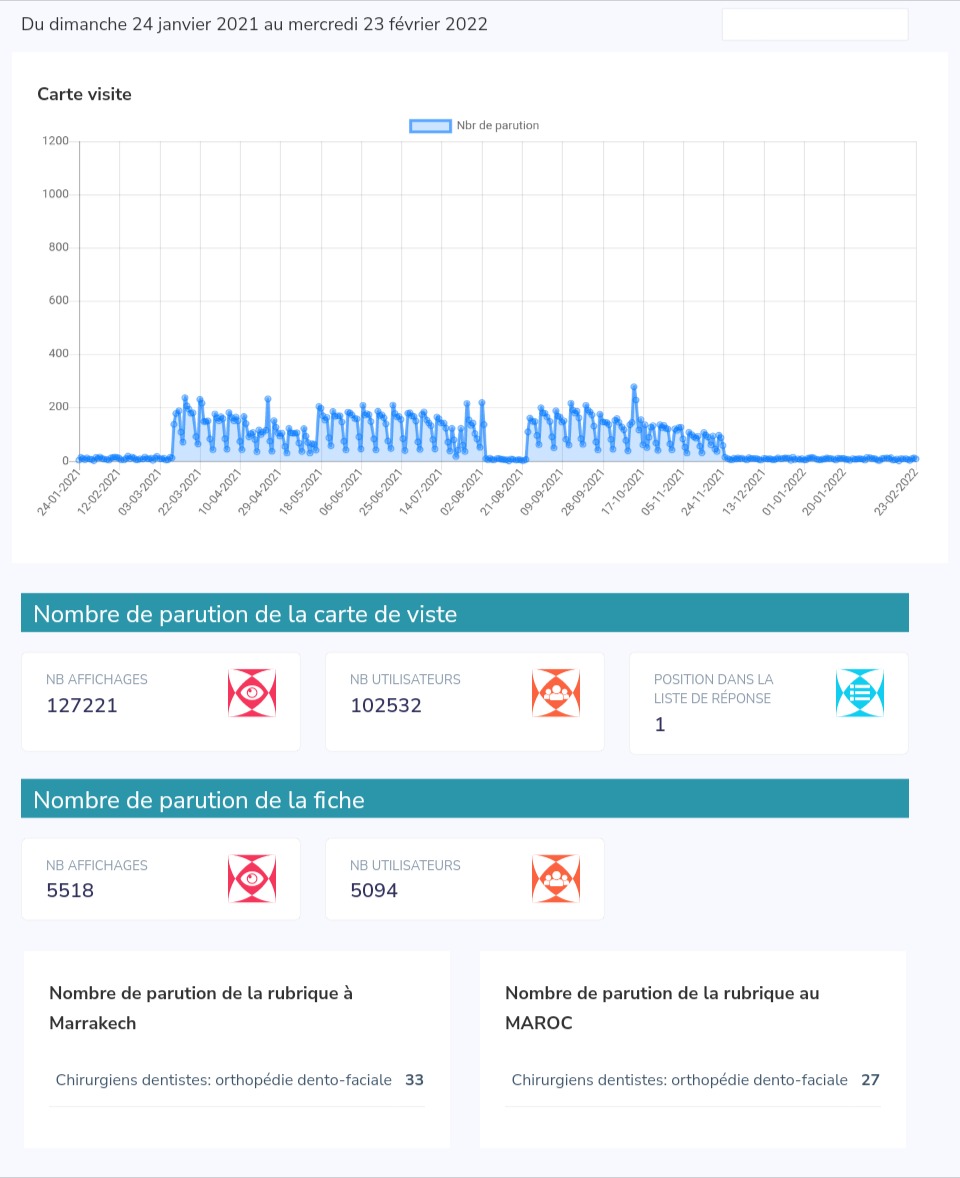 Du dimanche 24 janvier 2021 au mercredi 23 février 2022
Carte visite
Nbr de parution
1200
1000
800
600
400
200
0
24-01-2021
12-02-2021
03-03-2021
22-03-2021
10-04-2021
29-04-2021
18-05-2021
06-06-2021
25-06-2021
14-07-2021
02-08-2021
21-08-2021
09-09-2021
28-09-2021
17-10-2021
05-11-2021
24-11-2021
13-12-2021
01-01-2022
20-01-2022
23-02-2022
Nombre de parution de la carte de viste
NB AFFICHAGES
127221
NB UTILISATEURS
102532
POSITION DANS LA
LISTE DE RÉPONSE
1
Nombre de parution de la fiche
NB AFFICHAGES
5518
NB UTILISATEURS
5094
Nombre de parution de la rubrique à
Marrakech
Chirurgiens dentistes: orthopédie dento-faciale 33
Nombre de parution de la rubrique au
MAROC
Chirurgiens dentistes: orthopédie dento-faciale 27